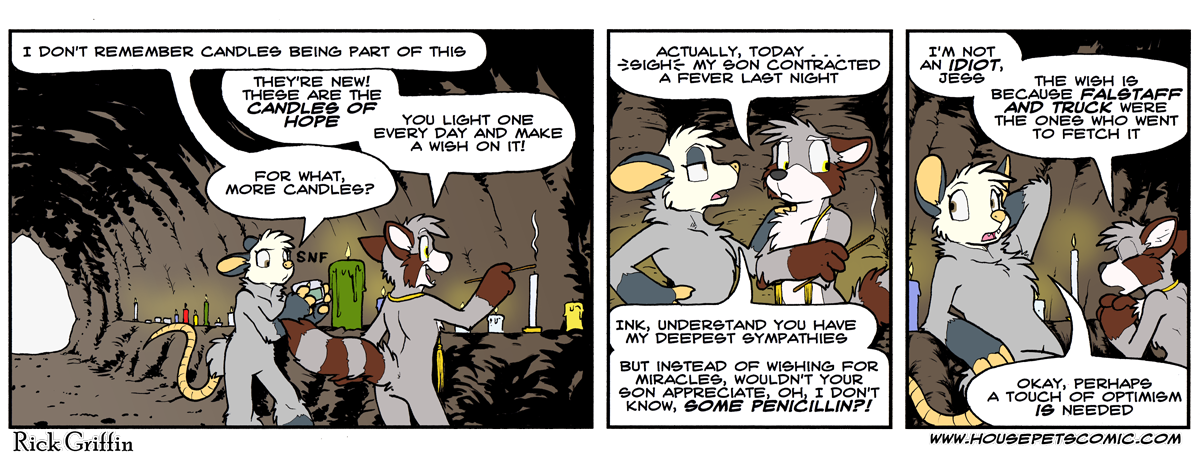 I DON'T REMEMBER CANDLES BEING PART OF THIS
THEY'RE NEW!
THESE ARE THE
CANDLES OF
HOPE
YOU LIGHT ONE
EVERY DAY AND MAKE
A WISH ON IT!
FOR WHAT,
MORE CANDLES?
SNF
ACTUALLY, TODAY . . .
SIGH MY SON CONTRACTED
A FEVER LAST NIGHT
INK, UNDERSTAND YOU HAVE
MY DEEPEST SYMPATHIES
BUT INSTEAD OF WISHING FOR
MIRACLES, WOULDN'T YOUR
SON APPRECIATE, OH, I DON'T
KNOW, SOME PENICILLIN?!
I'M NOT
AN IDIOT,
JESS
THE WISH IS
BECAUSE FALSTAFF
AND TRUCK WERE
THE ONES WHO WENT
TO FETCH IT
OKAY, PERHAPS
A TOUCH OF OPTIMISM
IS NEEDED
Rick Griffin
WWW.HOUSEPETSCOMIC.COM